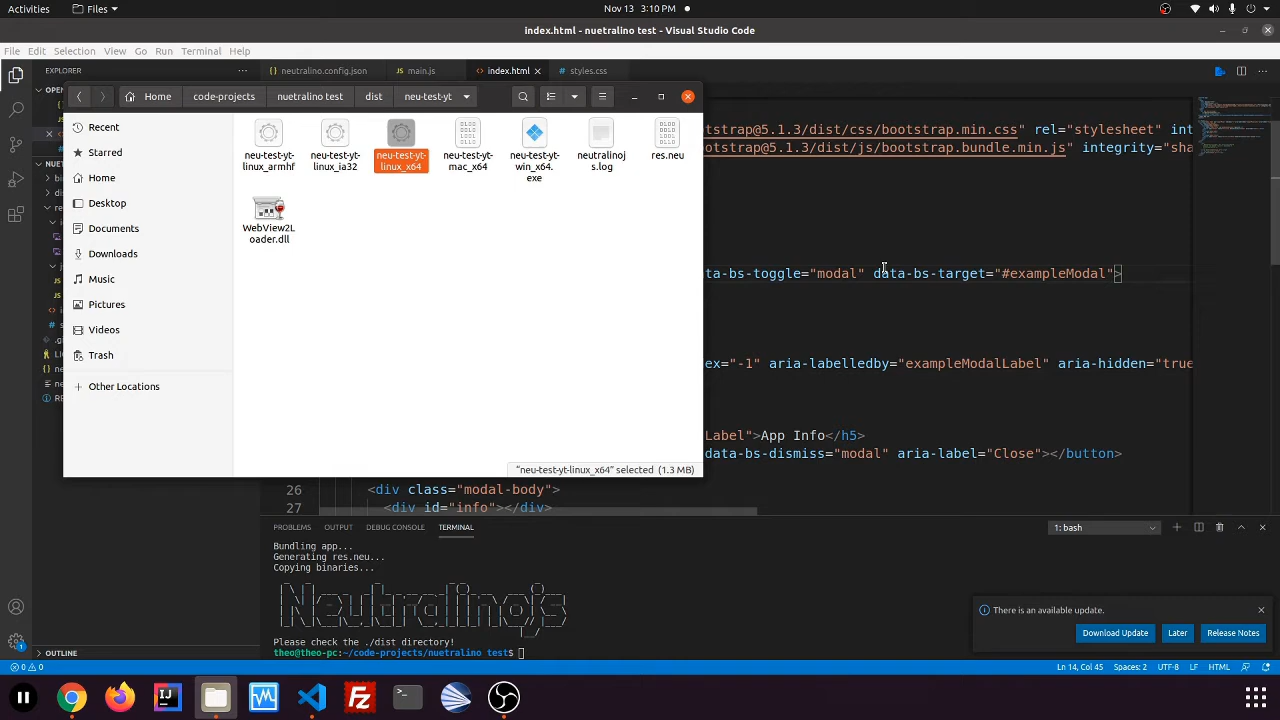 Activities
Files
Nov 13 3:10 PM
index.html - nuetralino test - Visual Studio Code
File Edit Selection View Go Run Terminal Help
EXPLORER
neutralino.config.json
main.js
index.html
styles.css
Home
code-projects
nuetralino test
dist
neu-test-yt
Recent
Starred
Home
Desktop
Documents
Downloads
Music
Pictures
Videos
Trash
Other Locations
neu-test-yt-
linux_armhf
neu-test-yt-
linux_ia32
neu-test-yt-
linux_x64
neu-test-yt-
mac_x64
neu-test-yt-
win_x64.
exe
neutralinoj
s.log
res.neu
WebView2L
oader.dll
"neu-test-yt-linux_x64" selected (1.3 MB)
tstrap@5.1.3/dist/css/bootstrap.min.css" rel="stylesheet" int
otstrap@5.1.3/dist/js/bootstrap.bundle.min.js" integrity="sha
ta-bs-toggle="modal" data-bs-target="#exampleModal">
ex="-1" aria-labelledby="exampleModalLabel" aria-hidden="true
Label">App Info</h5>
data-bs-dismiss="modal" aria-label="Close"></button>
26 <div class="modal-body">
27 <div id="info"></div>
PROBLEMS OUTPUT DEBUG CONSOLE TERMINAL
1: bash
Bundling app...
Generating res.neu...
Copying binaries...
Neutralinojs
Please check the ./dist directory!
theo@theo-pc:~/code-projects/nuetralino test$
There is an available update.
Download Update
Later
Release Notes
OUTLINE
0 0
Ln 14, Col 45 Spaces: 2 UTF-8 LF HTML